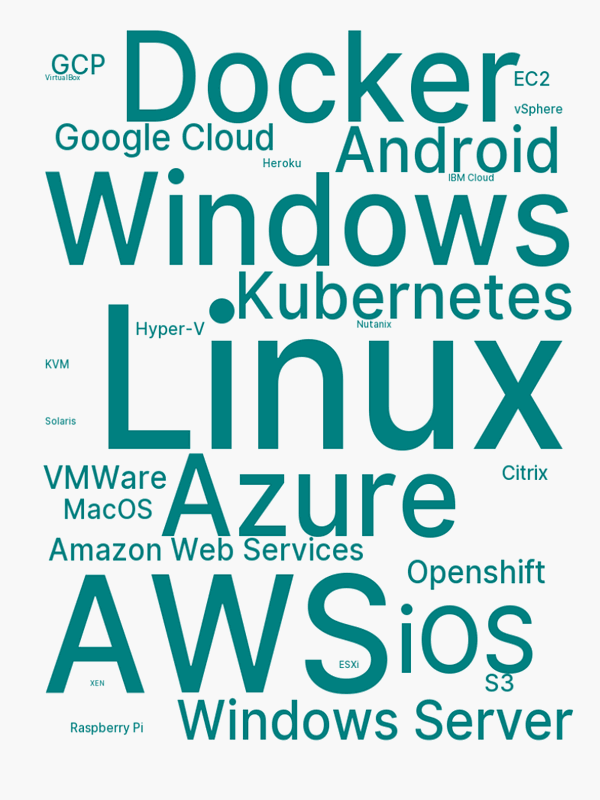 GCP
VirtualBox
Docker
EC2
vSphere
Google Cloud
Android
Heroku
IBM Cloud
Windows
Kubernetes
Hyper-V
Nutanix
Linux
KVM
Solaris
VMWare
Azure
Citrix
MacOS
Amazon Web Services
Openshift
AWS
iOS
ESXi
XEN
S3
Raspberry Pi
Windows Server